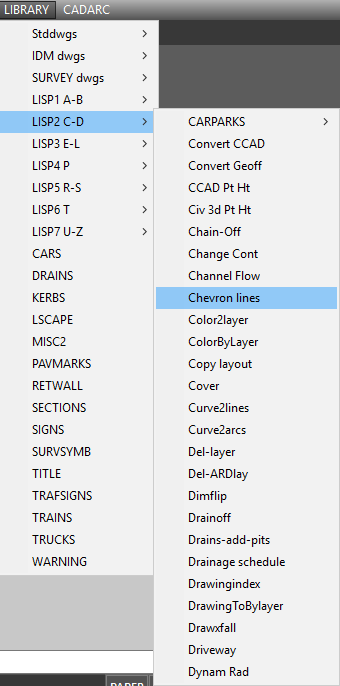 LIBRARY CADARC
Stddwgs
IDM dwgs
SURVEY dwgs
LISP1 A-B
LISP2 C-D
LISP3 E-L
LISP4 P
LISP5 R-S
LISP6 T
LISP7 U-Z
CARS
DRAINS
KERBS
LSCAPE
MISC2
PAVMARKS
RETWALL
SECTIONS
SIGNS
SURVSYMB
TITLE
TRAFSIGNS
TRAINS
TRUCKS
WARNING
CARPARKS
Convert CCAD
Convert Geoff
CCAD Pt Ht
Civ 3d Pt Ht
Chain-Off
Change Cont
Channel Flow
Chevron lines
Color2layer
ColorByLayer
Copy layout
Cover
Curve2lines
Curve2arcs
Del-layer
Del-ARDlay
Dimflip
Drainoff
Drains-add-pits
Drainage schedule
Drawingindex
DrawingToBylayer
Drawxfall
Driveway
Dynam Rad
PAPER